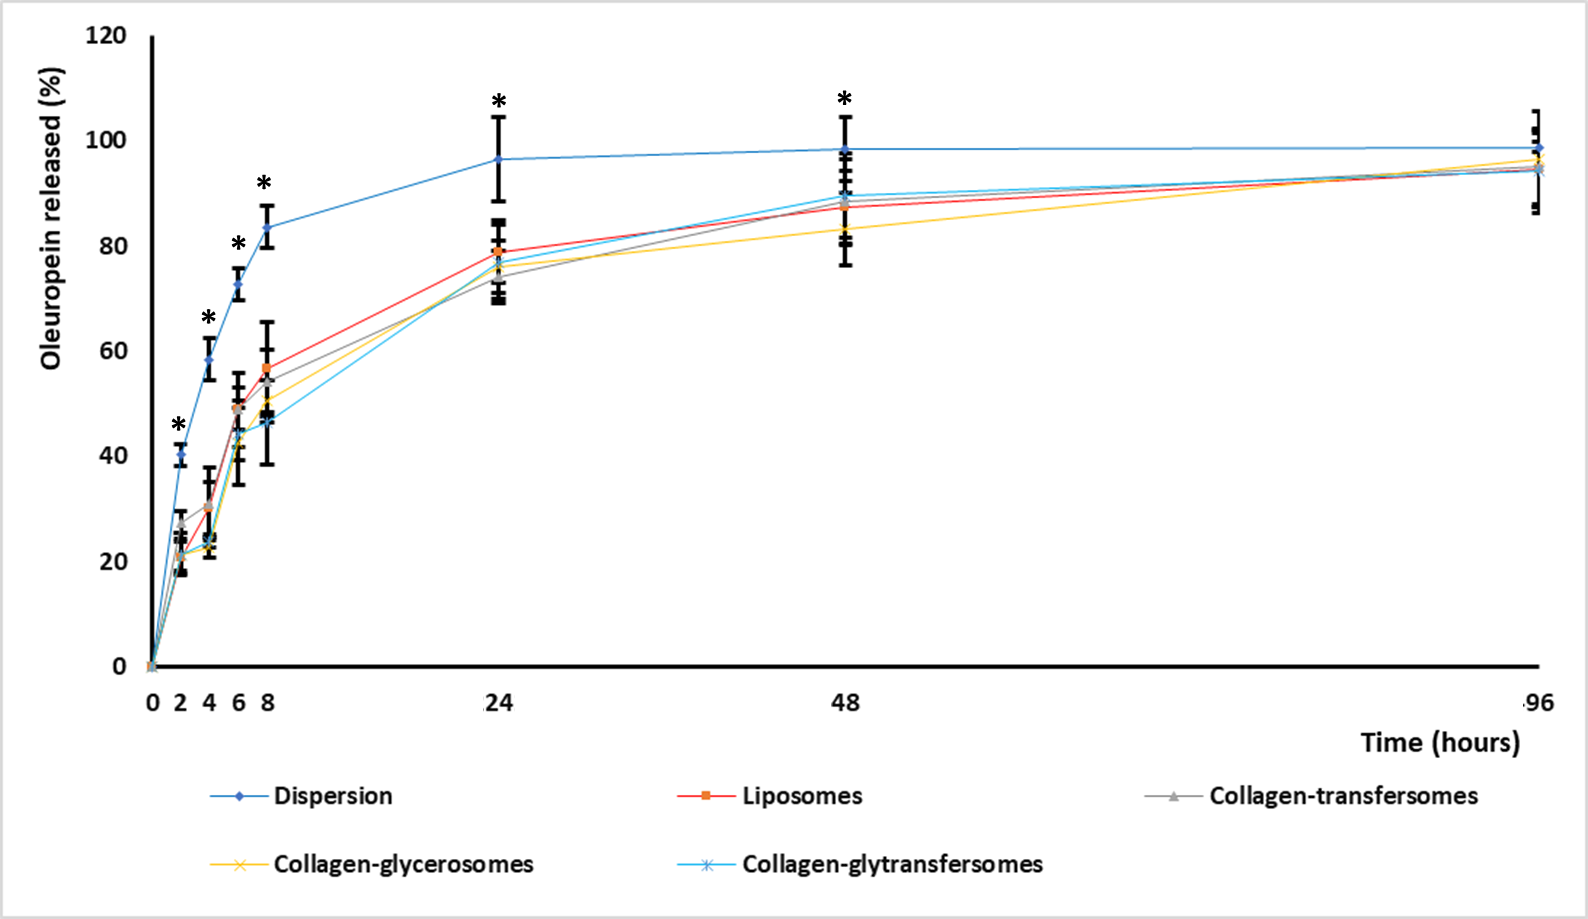 120
100
80
60
40
20
0
Oleuropein released (%)
* * * * * *
0 2 4 6 8 24 48 96
Time (hours)
Dispersion Liposomes Collagen-transfersomes
Collagen-glycerosomes Collagen-glytransfersomes